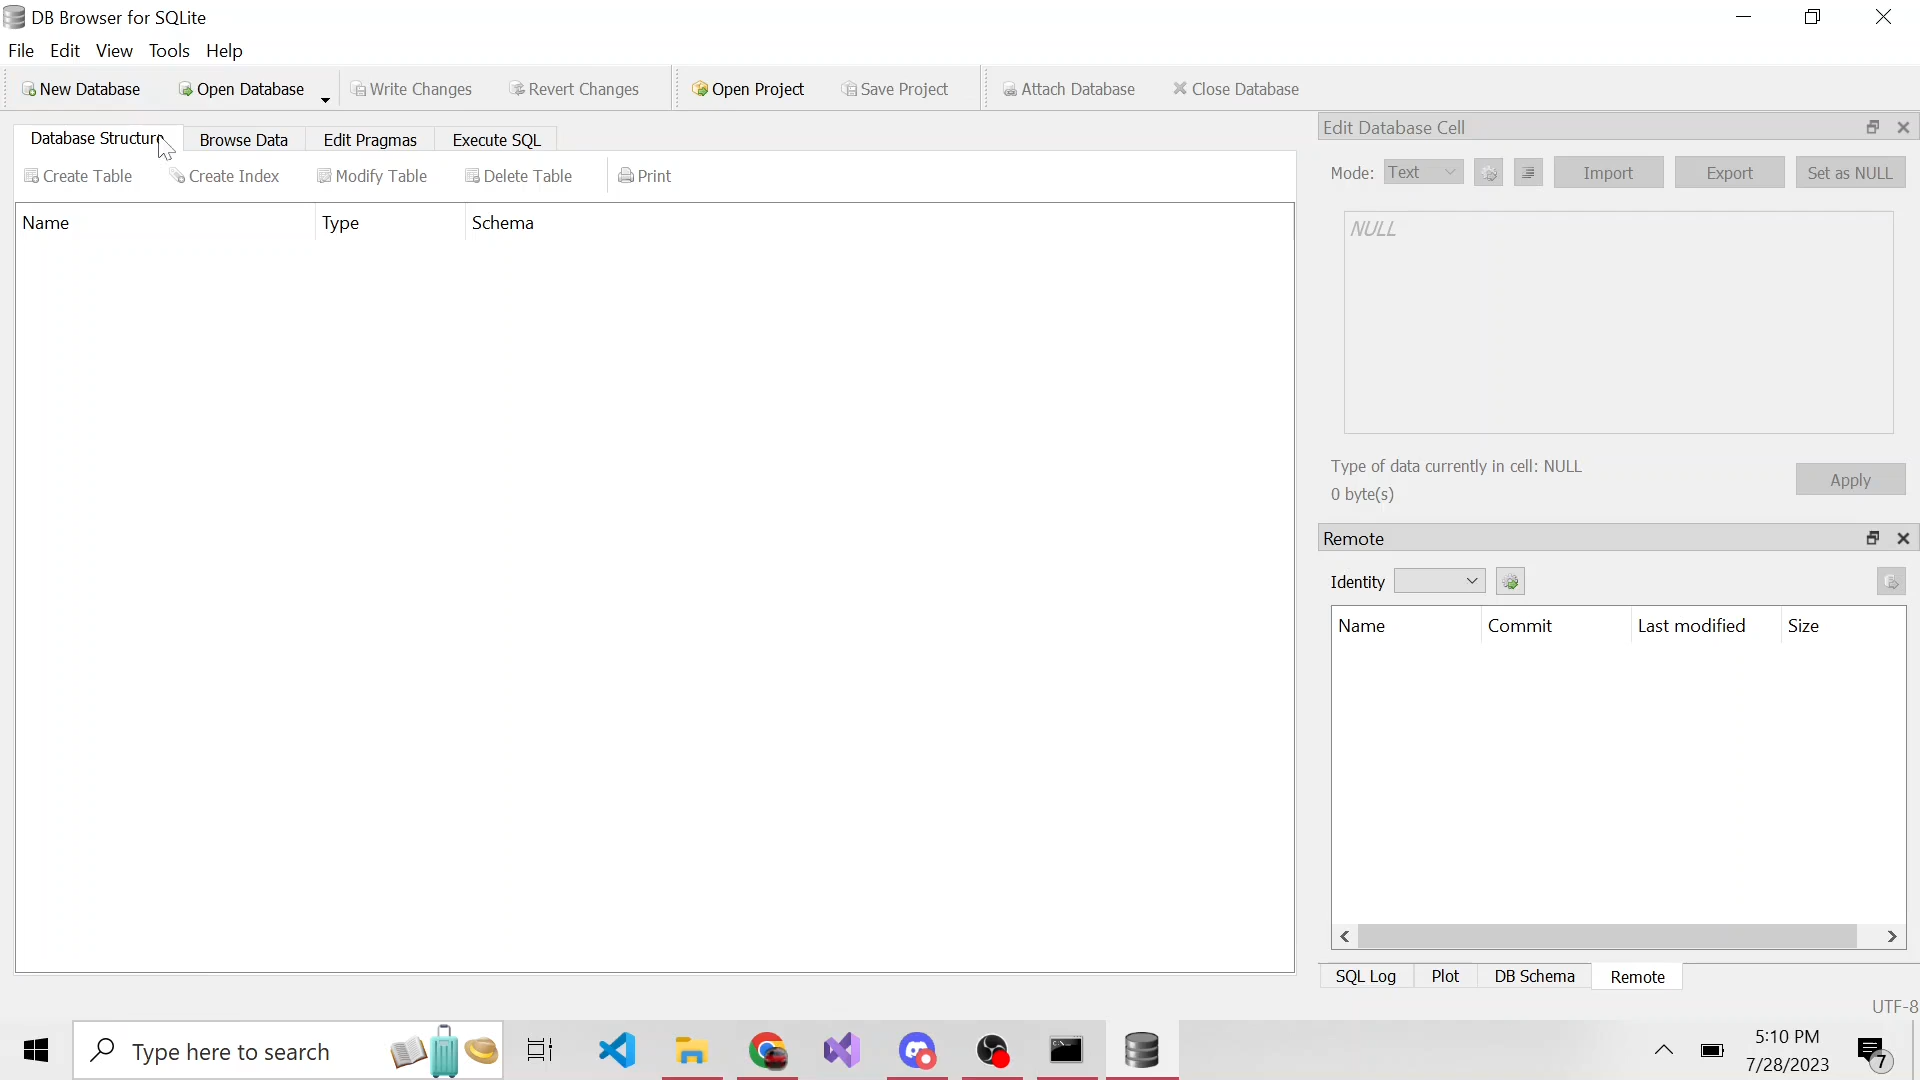 DB Browser for SQLite
File Edit View Tools Help
New Database Open Database Write Changes Revert Changes Open Project Save Project Attach Database Close Database
Database Structure Browse Data Edit Pragmas Execute SQL
Create Table Create Index Modify Table Delete Table Print
Name Type Schema
Edit Database Cell
Mode: Text Import Export Set as NULL
NULL
Type of data currently in cell: NULL
0 byte(s)
Apply
Remote
Identity
Name Commit Last modified Size
SQL Log Plot DB Schema Remote
UTF-8
Type here to search
5:10 PM
7/28/2023
7